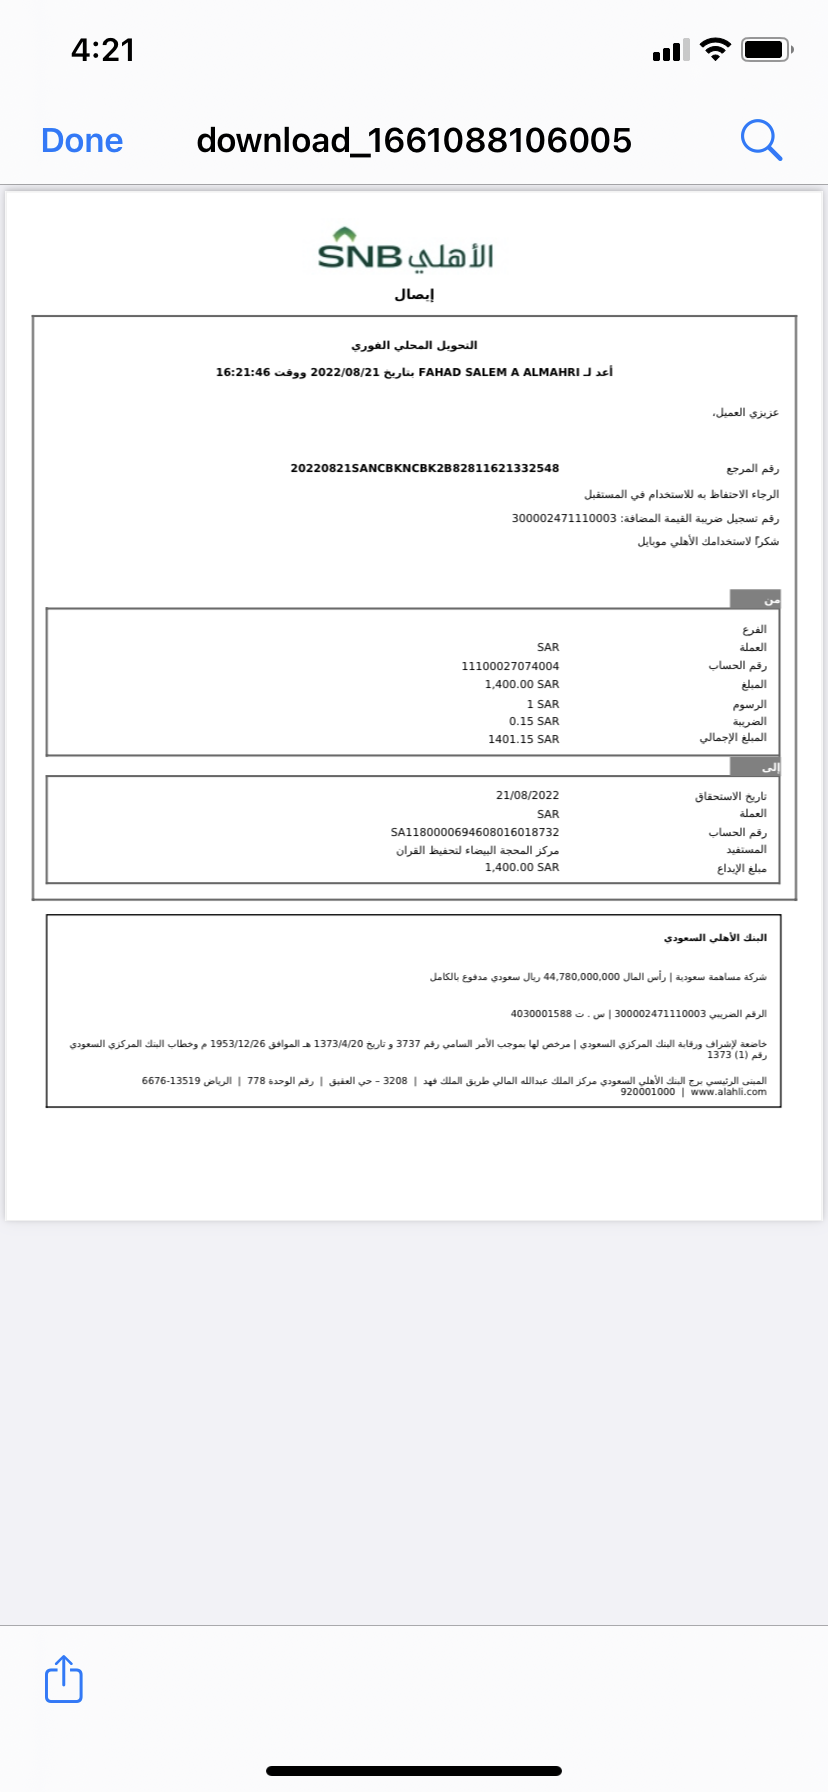 4:21
Done
download_1661088106005
SNB الأهلي
إيصال
التحويل المحلي الفوري
أعد لـ FAHAD SALEM A ALMAHRI بتاريخ 2022/08/21 ووقت 16:21:46
عزيزي العميل،
رقم المرجع 20220821SANCBKNCBK2B82811621332548
الرجاء الاحتفاظ به للاستخدام في المستقبل
رقم تسجيل ضريبة القيمة المضافة: 300002471110003
شكراً لاستخدامك الأهلي موبايل
من
الفرع
العملة SAR
رقم الحساب 11100027074004
المبلغ 1,400.00 SAR
الرسوم 1 SAR
الضريبة 0.15 SAR
المبلغ الإجمالي 1401.15 SAR
إلى
تاريخ الاستحقاق 21/08/2022
العملة SAR
رقم الحساب SA1180000694608016018732
المستفيد مركز المحجة البيضاء لتحفيظ القران
مبلغ الإيداع 1,400.00 SAR
البنك الأهلي السعودي
شركة مساهمة سعودية | رأس المال 44,780,000,000 ريال سعودي مدفوع بالكامل
الرقم الضريبي 300002471110003 | س . ت 4030001588
خاضعة لإشراف ورقابة البنك المركزي السعودي | مرخص لها بموجب الأمر السامي رقم 3737 و تاريخ 1373/4/20 هـ الموافق 1953/12/26 م وخطاب البنك المركزي السعودي
رقم (1) 1373
المبنى الرئيسي برج البنك الأهلي السعودي مركز الملك عبدالله المالي طريق الملك فهد | 3208 – حي العقيق | رقم الوحدة 778 | الرياض 13519-6676
www.alahli.com | 920001000